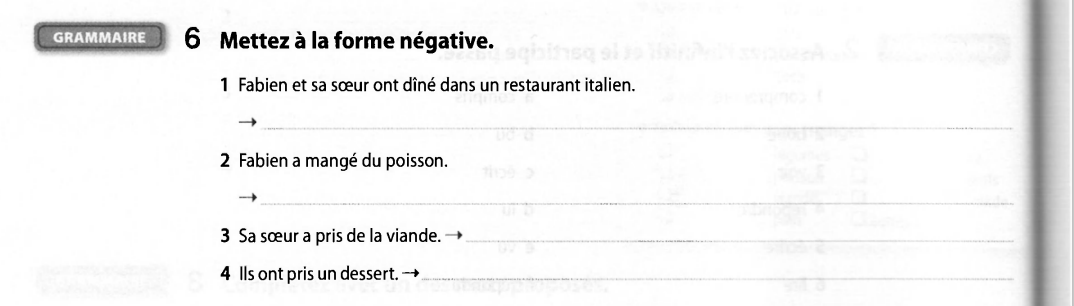 GRAMMAIRE 6 Mettez à la forme négative.
1 Fabien et sa sœur ont dîné dans un restaurant italien.
→
2 Fabien a mangé du poisson.
→
3 Sa sœur a pris de la viande. →
4 Ils ont pris un dessert. →